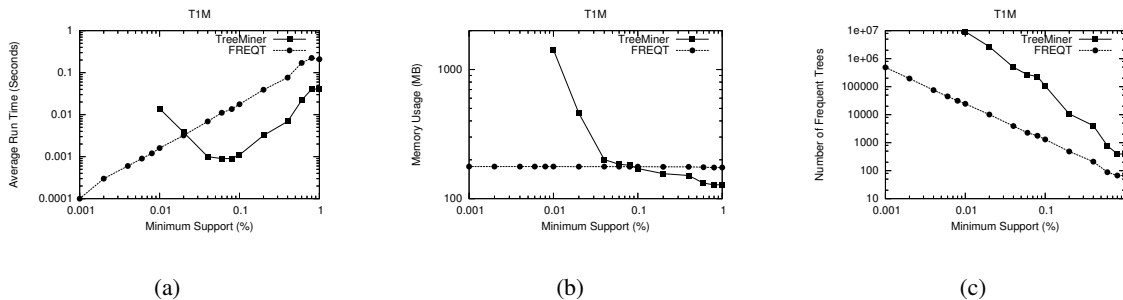 T1M
Average Run Time (Seconds)
1
0.1
0.01
0.001
0.0001
TreeMiner
FREQT
0.001 0.01 0.1 1
Minimum Support (%)
(a)
T1M
Memory Usage (MB)
1000
100
TreeMiner
FREQT
0.001 0.01 0.1 1
Minimum Support (%)
(b)
T1M
Number of Frequent Trees
1e+07
1e+06
100000
10000
1000
100
10
TreeMiner
FREQT
0.001 0.01 0.1
Minimum Support (%)
(c)